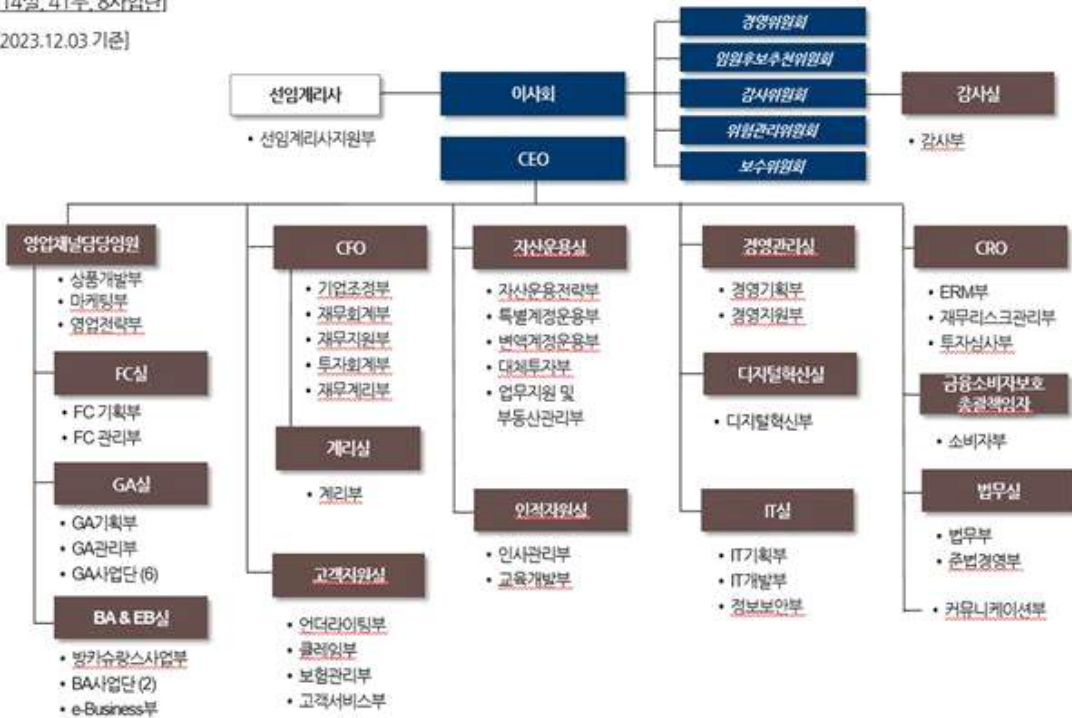 14실, 41부, 8사업단]
2023.12.03 기준]
경영위원회
임원후보추천위원회
선임계리사
이사회
감사위원회
감사실
• 선임계리사지원부
위험관리위원회
• 감사부
CEO
보수위원회
영업채널담당임원
• 상품개발부
• 마케팅부
• 영업전략부
FC실
• FC 기획부
• FC 관리부
GA실
• GA기획부
• GA관리부
• GA사업단 (6)
BA & EB실
• 방카슈랑스사업부
• BA사업단 (2)
• e-Business부
CFO
• 기업조정부
• 재무회계부
• 재무지원부
• 투자회계부
• 재무계리부
계리실
• 계리부
고객지원실
• 언더라이팅부
• 클레임부
• 보험관리부
• 고객서비스부
자산운용실
• 자산운용전략부
• 특별계정운용부
• 변액계정운용부
• 대체투자부
• 업무지원 및
부동산관리부
인적자원실
• 인사관리부
• 교육개발부
경영관리실
• 경영기획부
• 경영지원부
디지털혁신실
• 디지털혁신부
IT실
• IT기획부
• IT개발부
• 정보보안부
CRO
• ERM부
• 재무리스크관리부
• 투자심사부
금융소비자보호
총괄책임자
• 소비자부
법무실
• 법무부
• 준법경영부
• 커뮤니케이션부